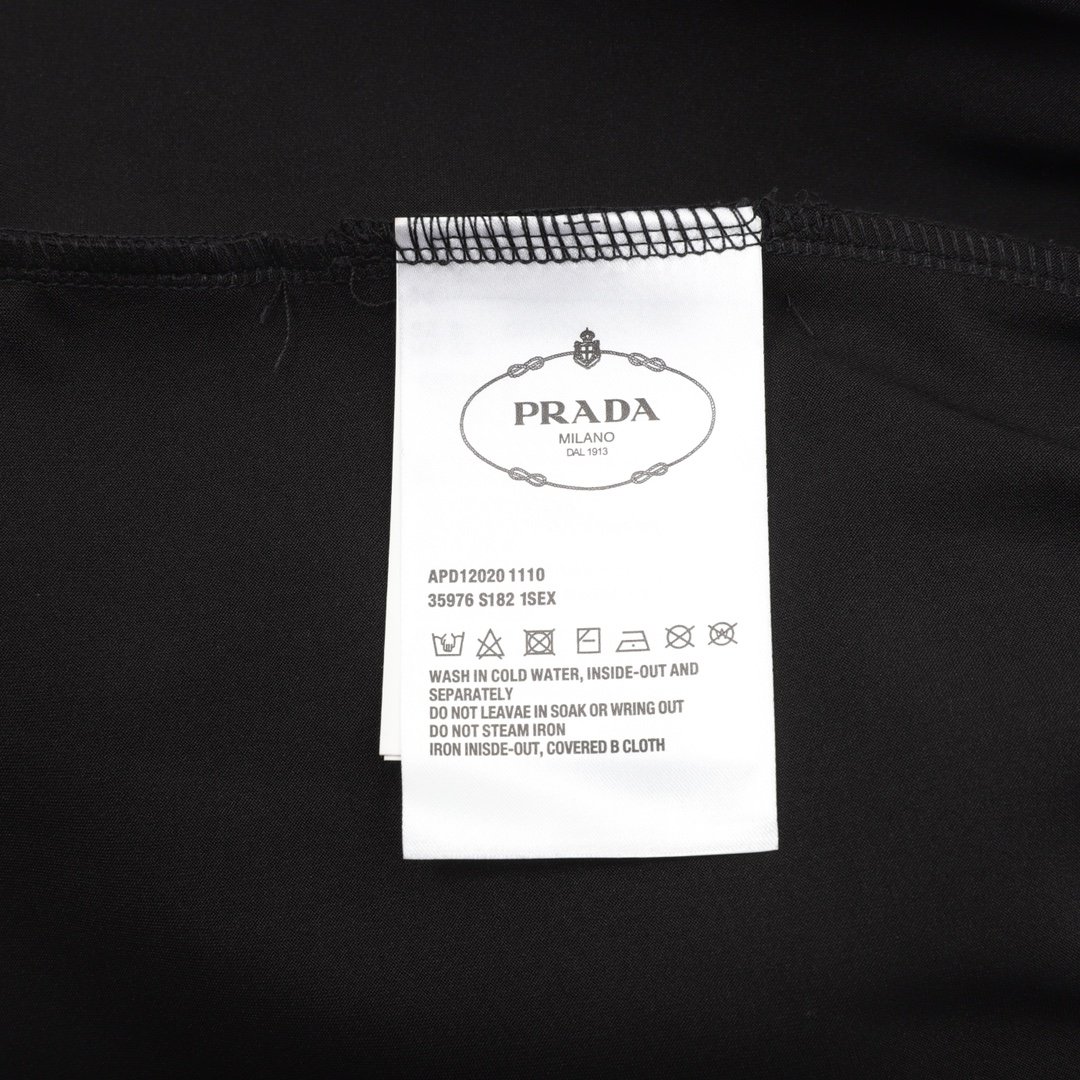 PRADA
MILANO
DAL 1913
APD12020 1110
35976 S182 1SEX
WASH IN COLD WATER, INSIDE-OUT AND
SEPARATELY
DO NOT LEAVAE IN SOAK OR WRING OUT
DO NOT STEAM IRON
IRON INISDE-OUT, COVERED B CLOTH